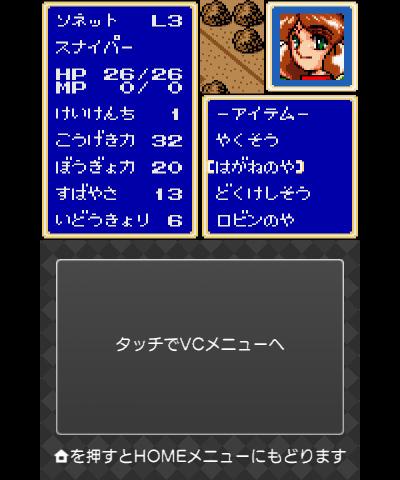 ソネット L3
スナイパー
HP 26/26
MP 0/ 0
けいけんち 1
こうげき力 32
ぼうぎょ力 20
すばやさ 13
いどうきょり 6
-アイテム-
やくそう
[はがねのや]
どくけしそう
ロビンのや
タッチでVCメニューへ
を押すとHOMEメニューにもどります